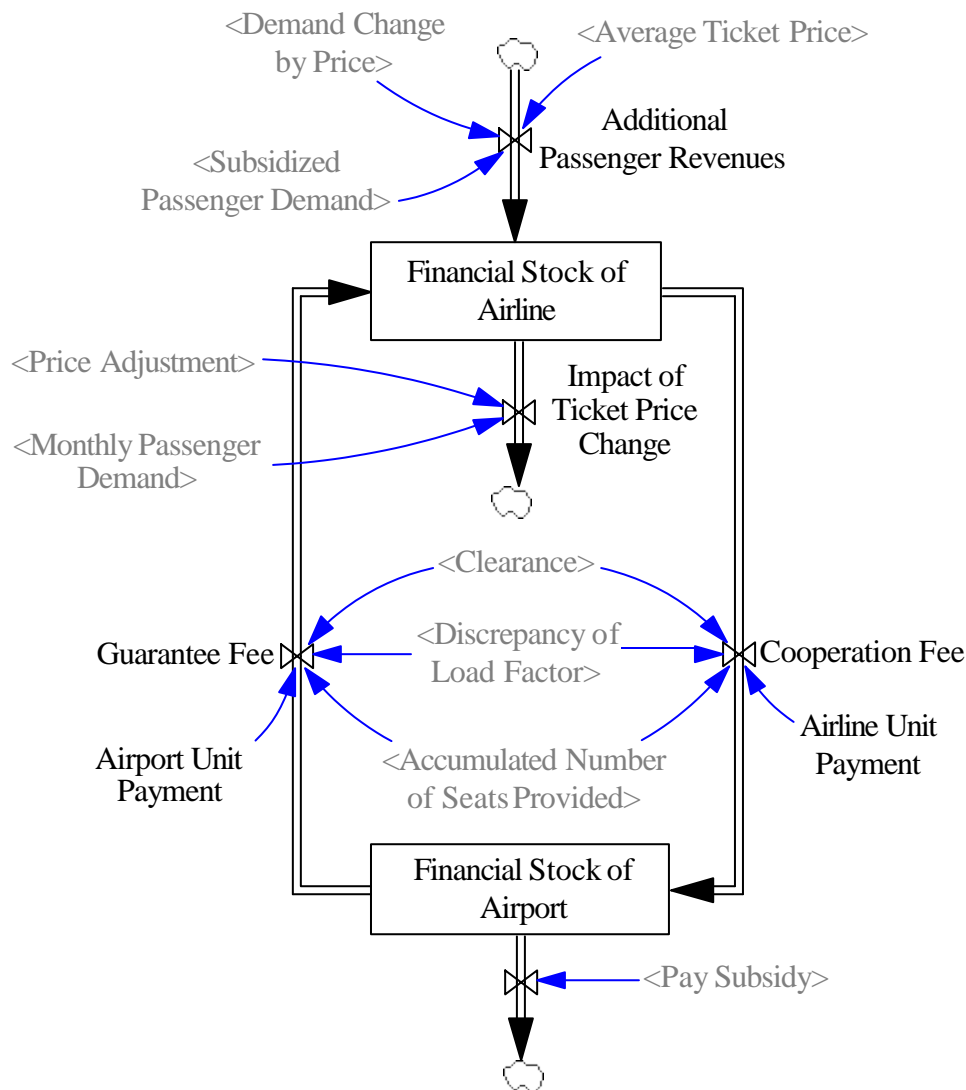 <Demand Change
by Price>
<Average Ticket Price>
Additional
Passenger Revenues
<Subsidized
Passenger Demand>
Financial Stock of
Airline
<Price Adjustment>
Impact of
Ticket Price
Change
<Monthly Passenger
Demand>
<Clearance>
Guarantee Fee
<Discrepancy of
Load Factor>
Cooperation Fee
Airport Unit
Payment
<Accumulated Number
of Seats Provided>
Airline Unit
Payment
Financial Stock of
Airport
<Pay Subsidy>